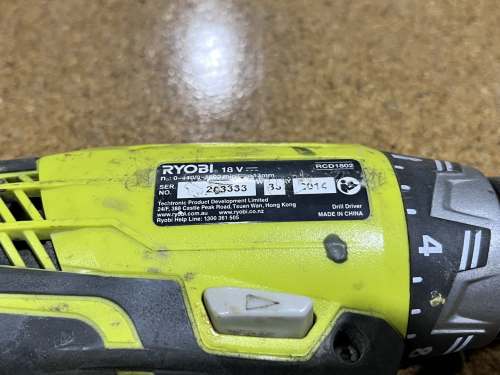 RYOBI 18 V RCD1802
SER. 263333 2014
Techtronic Product Development Limited
24/F, 388 Castle Peak Road, Tsuen Wan, Hong Kong
www.ryobi.com.au www.ryobi.co.nz Drill Driver
Ryobi Help Line: 1300 361 505 MADE IN CHINA
4
8